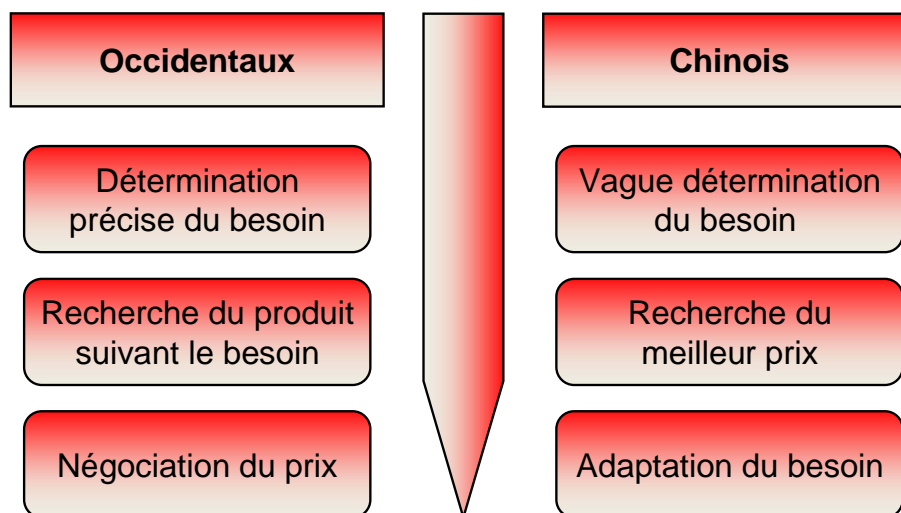 Occidentaux
Chinois
Détermination
précise du besoin
Vague détermination
du besoin
Recherche du produit
suivant le besoin
Recherche du
meilleur prix
Négociation du prix
Adaptation du besoin